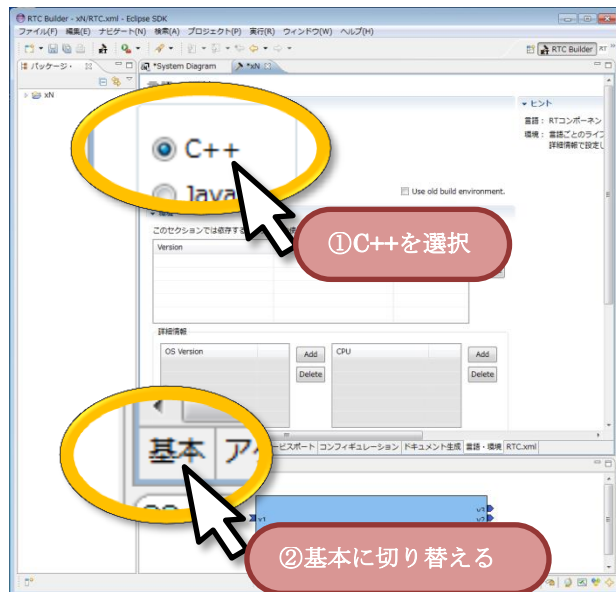 RTC Builder - xN/RTC.xml - Eclipse SDK
ファイル(F) 編集(E) ナビゲート(N) 検索(A) プロジェクト(P) 実行(R) ウィンドウ(W) ヘルプ(H)
RTC Builder
パッケージ・
*System Diagram
*xN
xN
ヒント
言語： RTコンポーネン
環境： 言語ごとのライブ
詳細情報で設定し
C++
Java
Use old build environment.
このセクションでは依存する
①C++を選択
Version
詳細情報
OS Version
Add
Delete
CPU
Add
Delete
基本
ビスポート
コンフィギュレーション
ドキュメント生成
言語・環境
RTC.xml
v1
②基本に切り替える